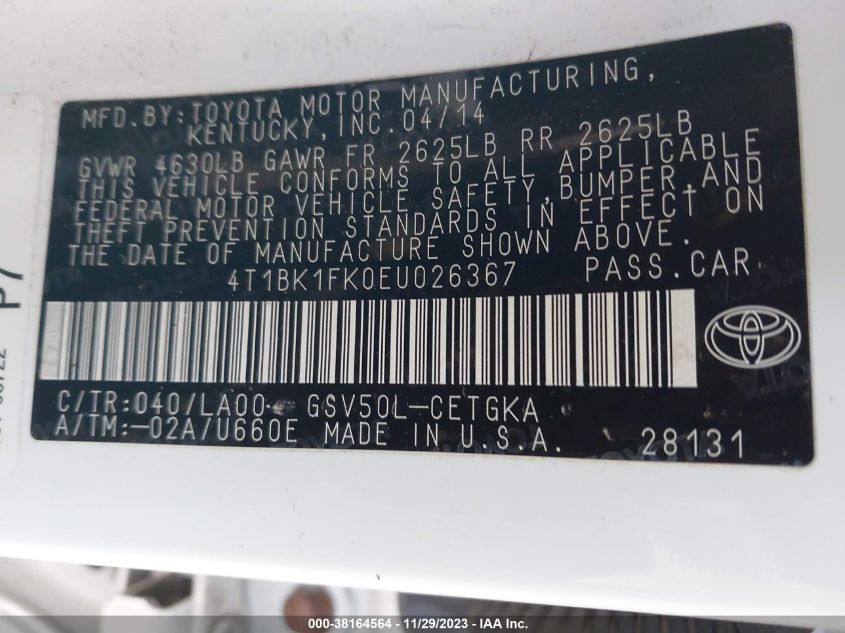 MFD. BY: TOYOTA MOTOR MANUFACTURING,
KENTUCKY, INC. 04/14
GVWR 4630LB GAWR FR 2625LB RR 2625LB
THIS VEHICLE CONFORMS TO ALL APPLICABLE
FEDERAL MOTOR VEHICLE SAFETY, BUMPER, AND
THEFT PREVENTION STANDARDS IN EFFECT ON
THE DATE OF MANUFACTURE SHOWN ABOVE.
4T1BK1FK0EU026367 PASS. CAR
C/TR: 040/LA00 GSV50L-CETGKA
A/TM: -02A/U660E MADE IN U.S.A. 28131
P7
000-38164564 | 11/29/2023 | IAA Inc.